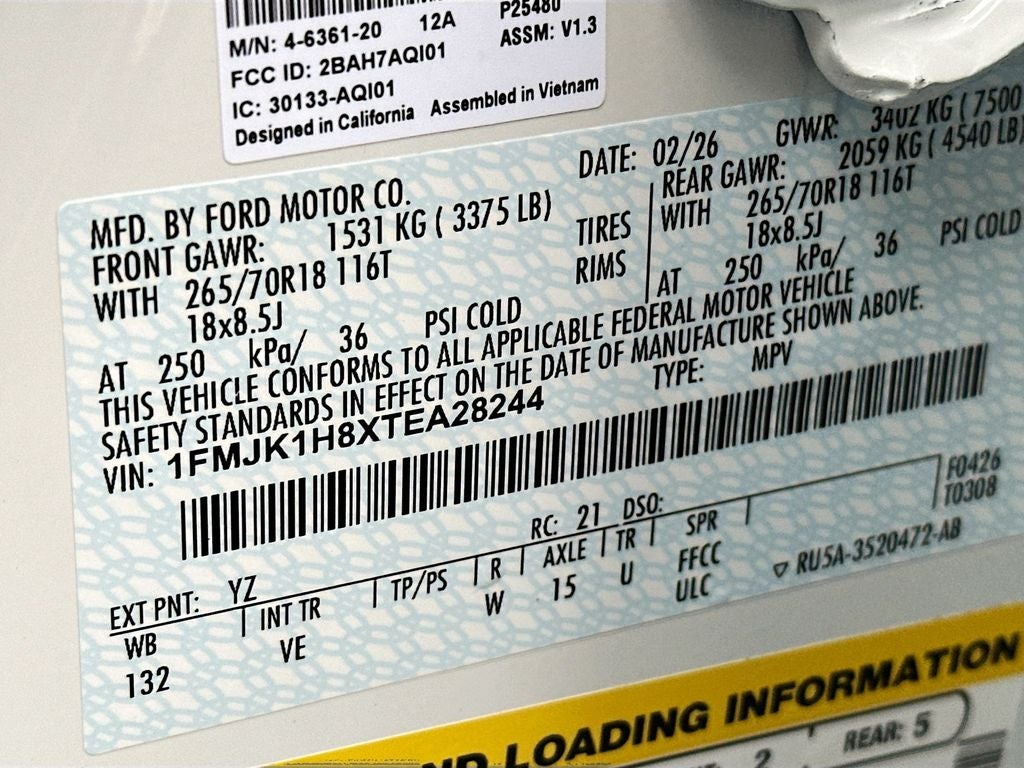 P25480
M/N: 4-6361-20 12A ASSM: V1.3
FCC ID: 2BAH7AQI01
IC: 30133-AQI01
Designed in California Assembled in Vietnam
MFD. BY FORD MOTOR CO. DATE: 02/26 GVWR: 3402 KG ( 7500
FRONT GAWR: 1531 KG ( 3375 LB) REAR GAWR: 2059 KG ( 4540 LB)
WITH 265/70R18 116T TIRES WITH 265/70R18 116T
18x8.5J RIMS 18x8.5J
AT 250 kPa/ 36 PSI COLD AT 250 kPa/ 36 PSI COLD
THIS VEHICLE CONFORMS TO ALL APPLICABLE FEDERAL MOTOR VEHICLE
SAFETY STANDARDS IN EFFECT ON THE DATE OF MANUFACTURE SHOWN ABOVE.
VIN: 1FMJK1H8XTEA28244 TYPE: MPV
F0426
T0308
EXT PNT: YZ RC: 21 DSO:
WB INT TR TP/PS R AXLE TR SPR
132 VE W 15 U FFCC
ULC
RU5A-3520472-AB
ND LOADING INFORMATION
2 REAR: 5